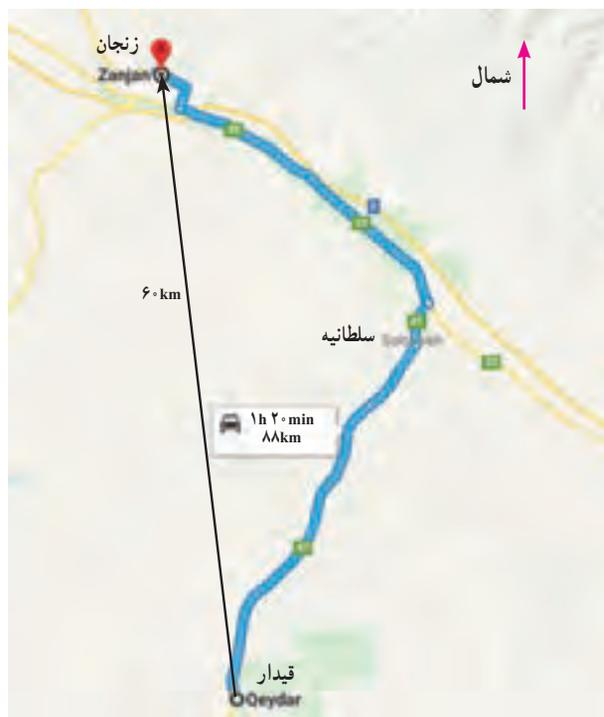 زنجان
Zanjan
شمال
۶۰km
سلطانیه
۱h ۲۰min
۸۸km
قیدار
Qeydar